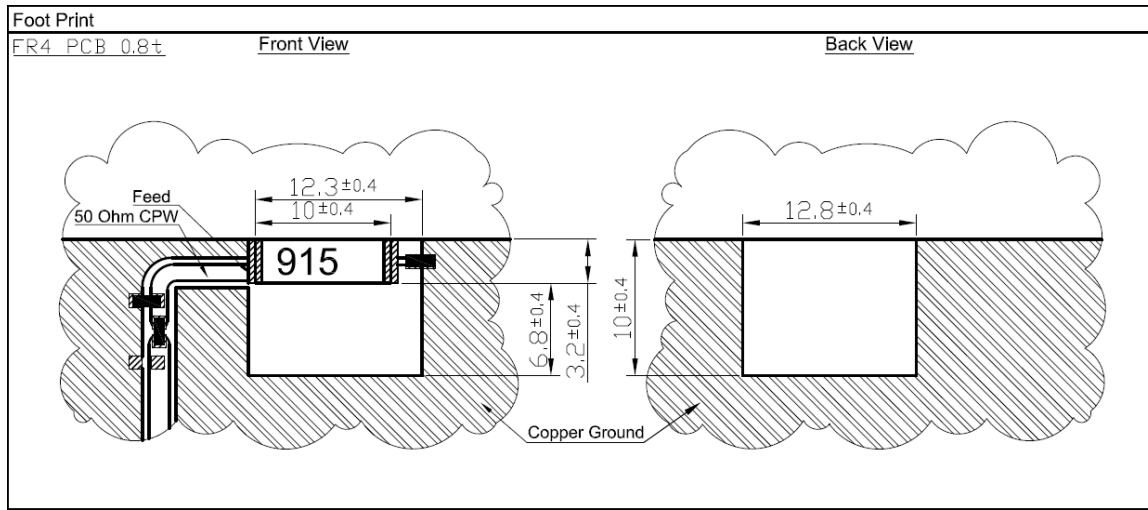 Foot Print
FR4 PCB 0.8t
Front View
Back View
12.3±0.4
10±0.4
Feed
50 Ohm CPW
915
6.8±0.4
3.2±0.4
12.8±0.4
10±0.4
Copper Ground